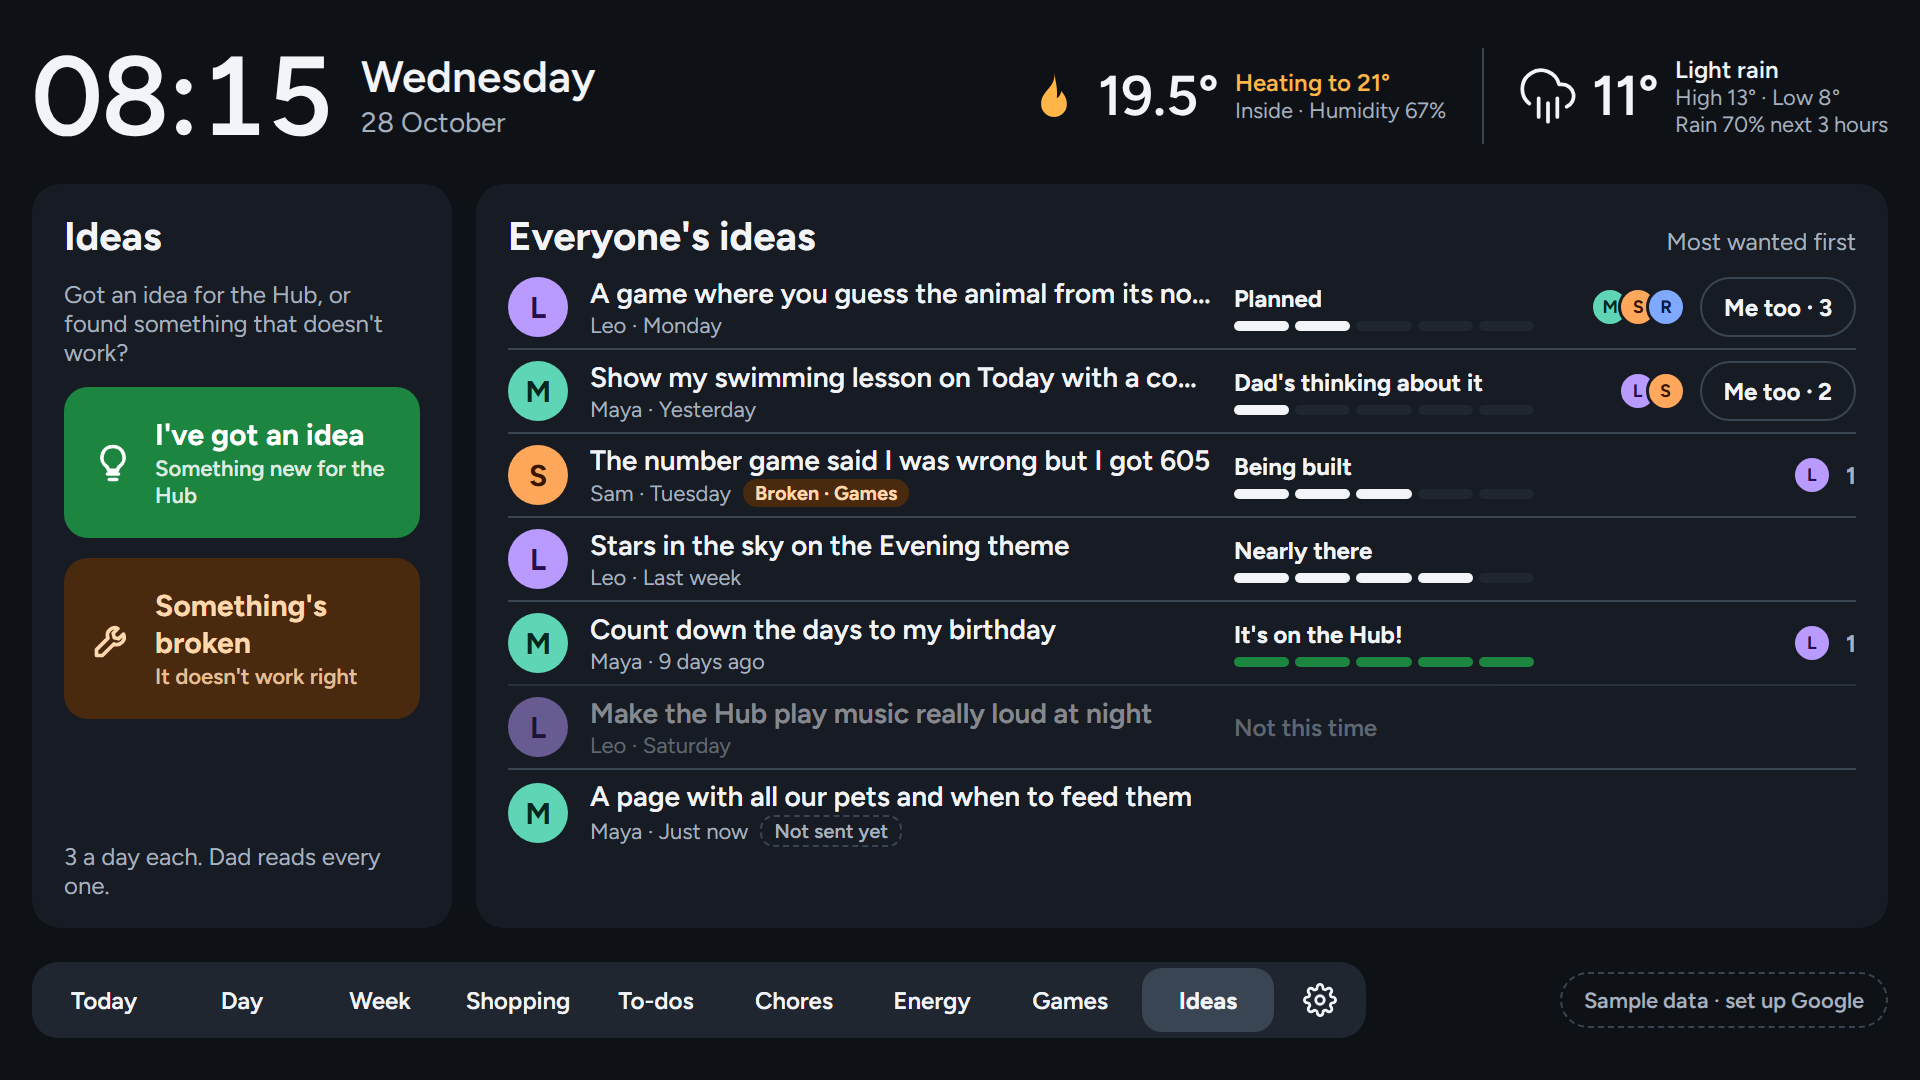 08:15
Wednesday
28 October
19.5°
Heating to 21°
Inside · Humidity 67%
11°
Light rain
High 13° · Low 8°
Rain 70% next 3 hours
Ideas
Got an idea for the Hub, or
found something that doesn't
work?
I've got an idea
Something new for the
Hub
Something's
broken
It doesn't work right
3 a day each. Dad reads every
one.
Everyone's ideas
Most wanted first
L
A game where you guess the animal from its no...
Leo · Monday
Planned
M S R
Me too · 3
M
Show my swimming lesson on Today with a co...
Maya · Yesterday
Dad's thinking about it
L S
Me too · 2
S
The number game said I was wrong but I got 605
Sam · Tuesday
Broken · Games
Being built
L 1
L
Stars in the sky on the Evening theme
Leo · Last week
Nearly there
M
Count down the days to my birthday
Maya · 9 days ago
It's on the Hub!
L 1
L
Make the Hub play music really loud at night
Leo · Saturday
Not this time
M
A page with all our pets and when to feed them
Maya · Just now
Not sent yet
Today
Day
Week
Shopping
To-dos
Chores
Energy
Games
Ideas
Sample data · set up Google